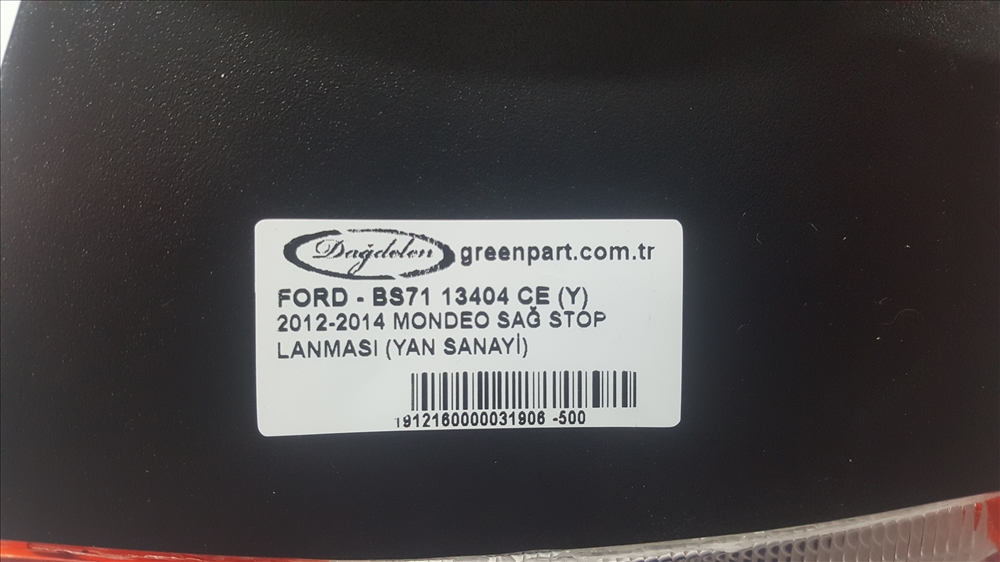 Dağdelen greenpart.com.tr
FORD - BS71 13404 CE (Y)
2012-2014 MONDEO SAĞ STOP
LANMASI (YAN SANAYİ)
1912160000031906 -500